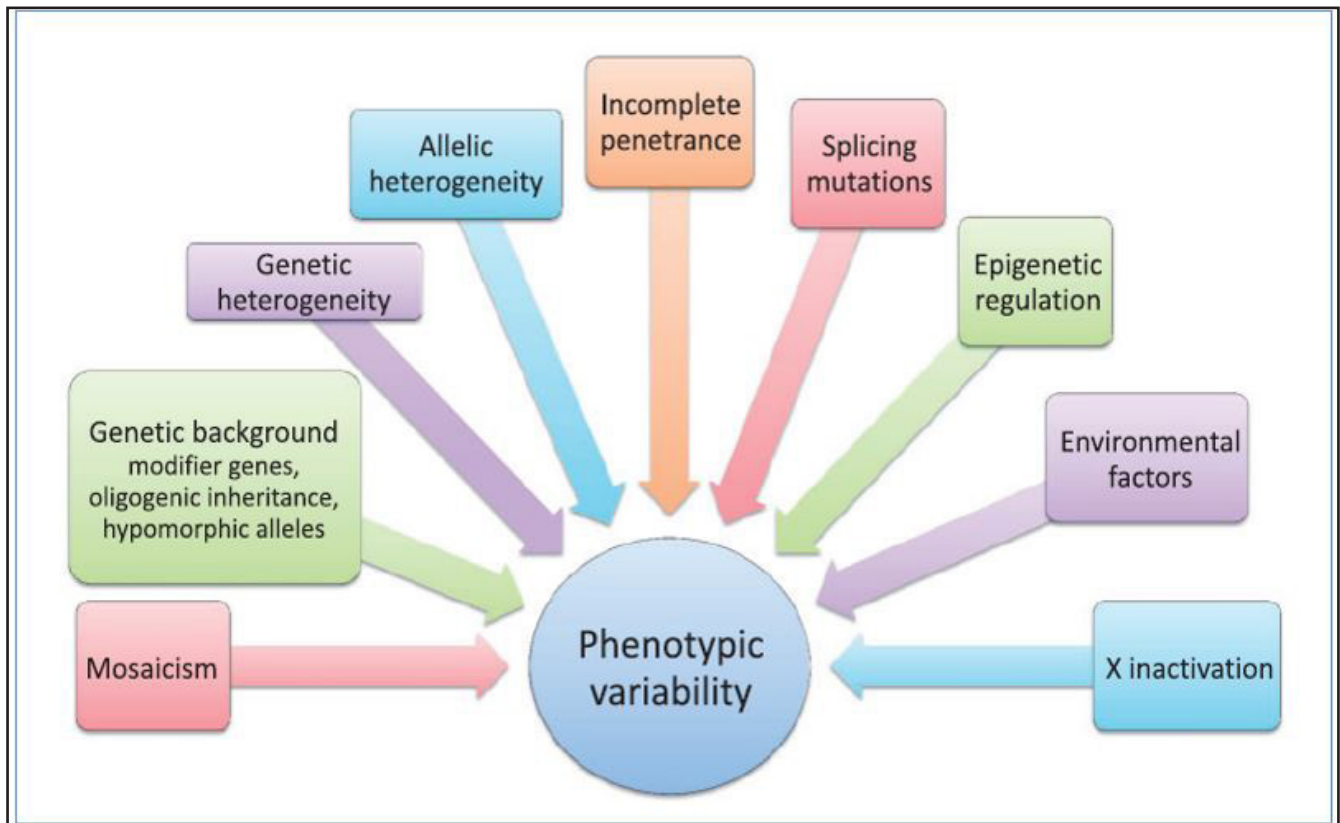 Incomplete
penetrance
Allelic
heterogeneity
Splicing
mutations
Genetic
heterogeneity
Epigenetic
regulation
Genetic background
modifier genes,
oligogenic inheritance,
hypomorphic alleles
Environmental
factors
Mosaicism
Phenotypic
variability
X inactivation